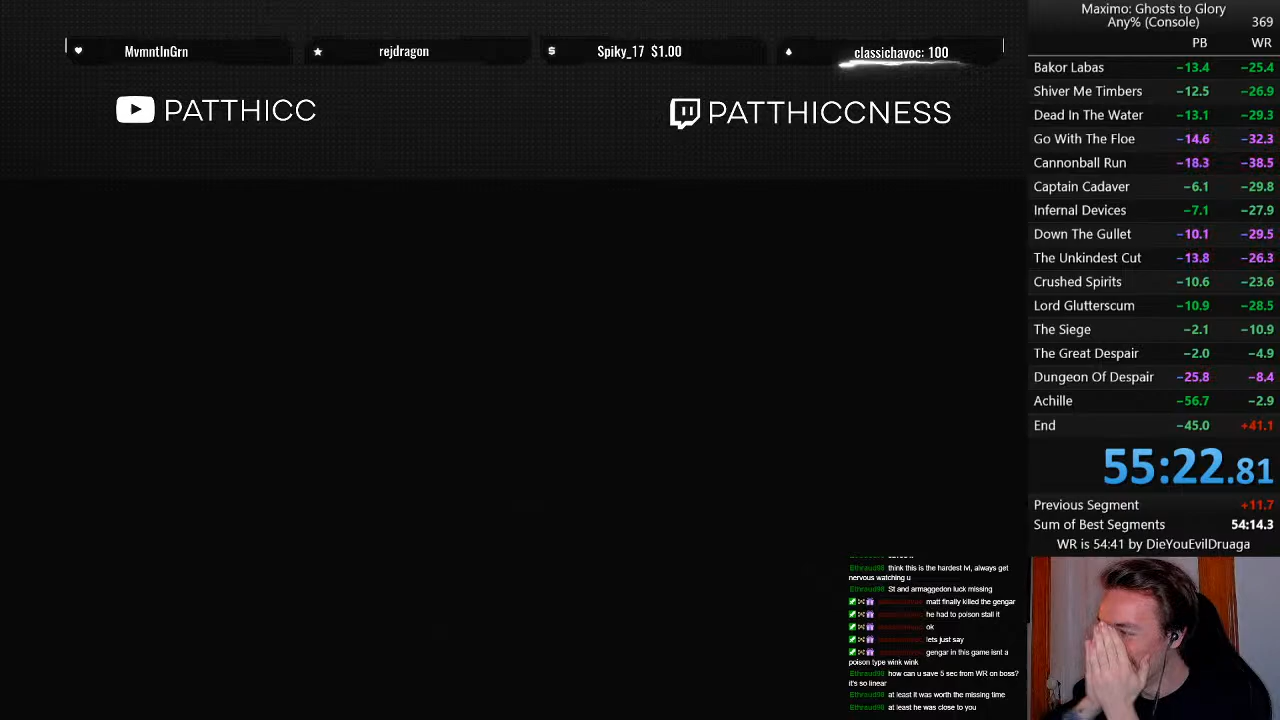 MvmntInGrn
rejdragon
Spiky_17 $1.00
classichavoc: 100
PATTHICC
PATTHICCNESS
Maximo: Ghosts to Glory
Any% (Console) 369
PB WR
Bakor Labas −13.4 −25.4
Shiver Me Timbers −12.5 −26.9
Dead In The Water −13.1 −29.3
Go With The Floe −14.6 −32.3
Cannonball Run −18.3 −38.5
Captain Cadaver −6.1 −29.8
Infernal Devices −7.1 −27.9
Down The Gullet −10.1 −29.5
The Unkindest Cut −13.8 −26.3
Crushed Spirits −10.6 −23.6
Lord Glutterscum −10.9 −28.5
The Siege −2.1 −10.9
The Great Despair −2.0 −4.9
Dungeon Of Despair −25.8 −8.4
Achille −56.7 −2.9
End −45.0 +41.1
55:22.81
Previous Segment +11.7
Sum of Best Segments 54:14.3
WR is 54:41 by DieYouEvilDruaga
Ethraud98 think this is the hardest lvl, always get
nervous watching u
Ethraud98 St and armaggedon luck missing
matt finally killed the gengar
he had to poison stall it
ok
lets just say
gengar in this game isnt a
poison type wink wink
Ethraud98 how can u save 5 sec from WR on boss?
it's so linear
Ethraud98 at least it was worth the missing time
Ethraud98 at least he was close to you